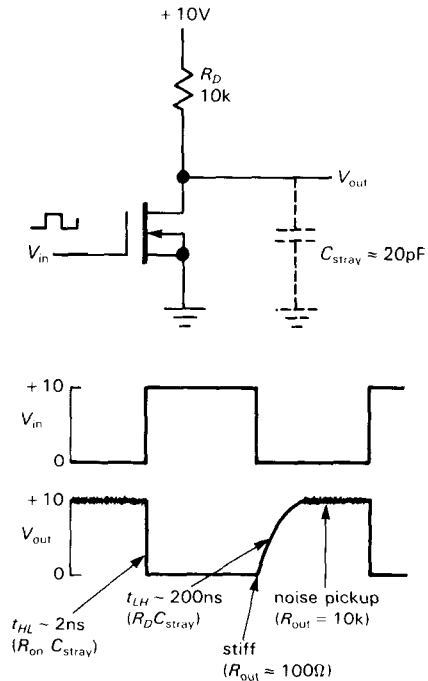 + 10V
R_D
10k
V_out
V_in
C_stray ≈ 20pF
+ 10
V_in
0
+ 10
V_out
0
t_HL ~ 2ns
(R_on C_stray)
t_LH ~ 200ns
(R_D C_stray)
stiff
(R_out ≈ 100Ω)
noise pickup
(R_out = 10k)